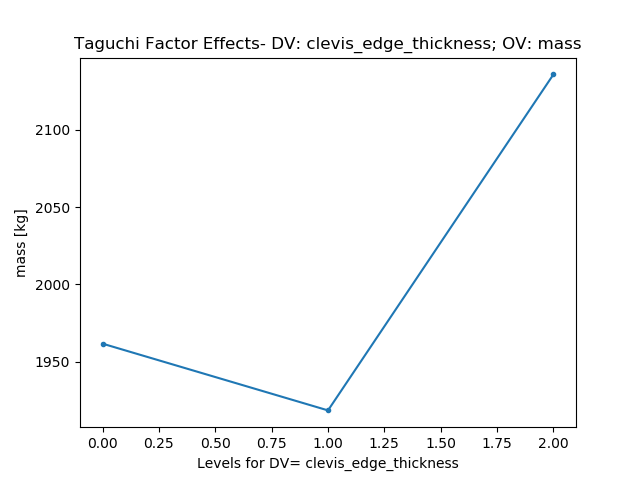 Taguchi Factor Effects- DV: clevis_edge_thickness; OV: mass
mass [kg]
2100
2050
2000
1950
0.00 0.25 0.50 0.75 1.00 1.25 1.50 1.75 2.00
Levels for DV= clevis_edge_thickness